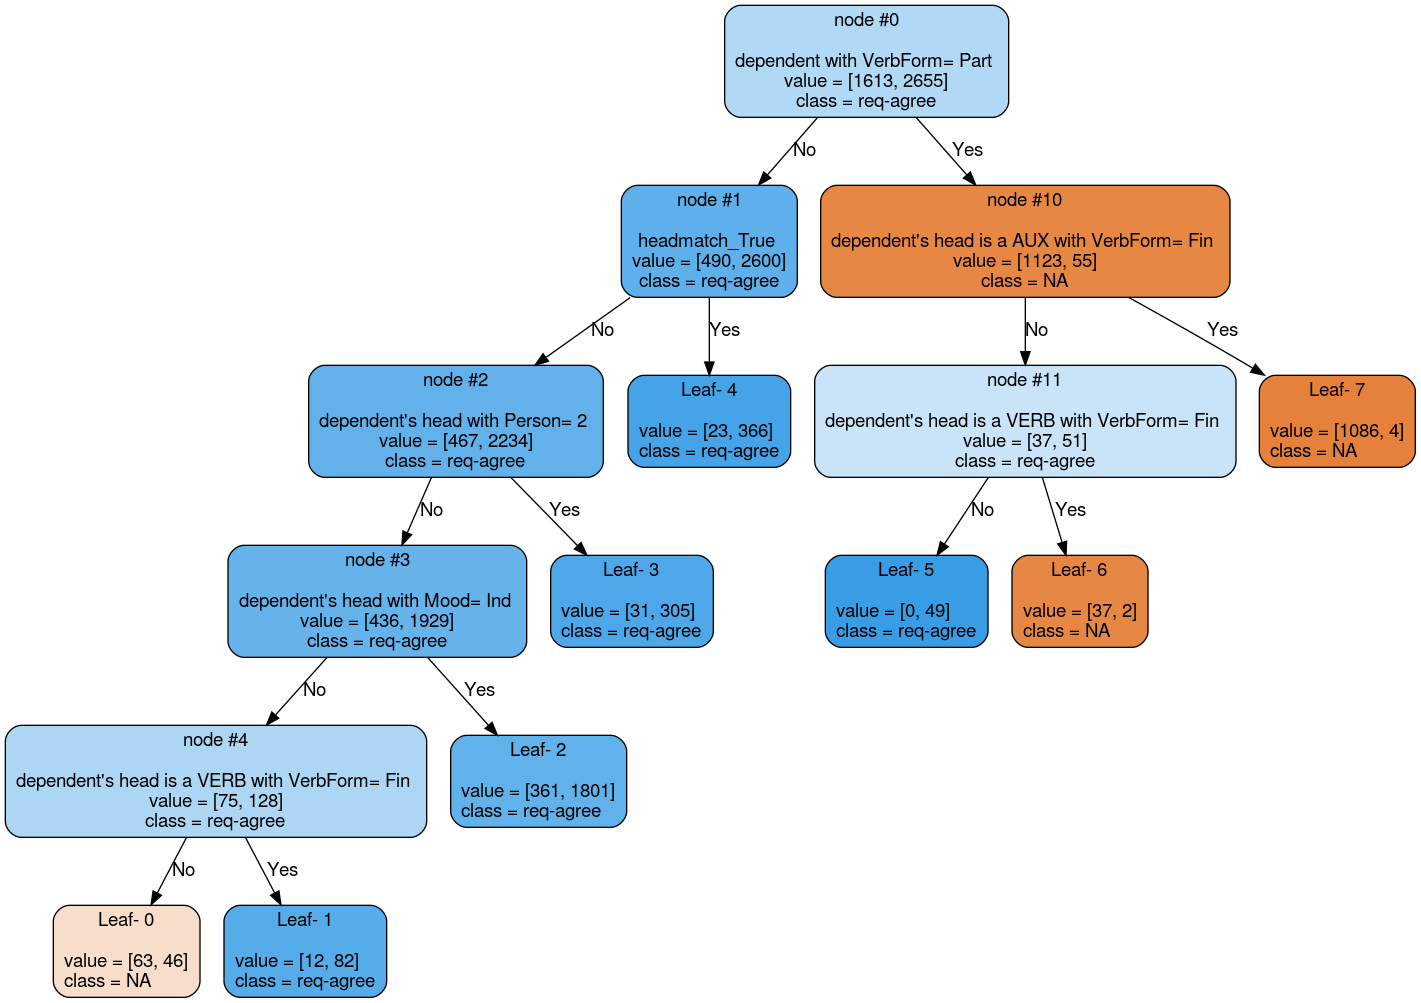 node #0
dependent with VerbForm= Part
value = [1613, 2655]
class = req-agree
No
Yes
node #1
headmatch_True
value = [490, 2600]
class = req-agree
node #10
dependent's head is a AUX with VerbForm= Fin
value = [1123, 55]
class = NA
No
Yes
No
Yes
node #2
dependent's head with Person= 2
value = [467, 2234]
class = req-agree
Leaf- 4
value = [23, 366]
class = req-agree
node #11
dependent's head is a VERB with VerbForm= Fin
value = [37, 51]
class = req-agree
Leaf- 7
value = [1086, 4]
class = NA
No
Yes
No
Yes
node #3
dependent's head with Mood= Ind
value = [436, 1929]
class = req-agree
Leaf- 3
value = [31, 305]
class = req-agree
Leaf- 5
value = [0, 49]
class = req-agree
Leaf- 6
value = [37, 2]
class = NA
No
Yes
node #4
dependent's head is a VERB with VerbForm= Fin
value = [75, 128]
class = req-agree
Leaf- 2
value = [361, 1801]
class = req-agree
No
Yes
Leaf- 0
value = [63, 46]
class = NA
Leaf- 1
value = [12, 82]
class = req-agree